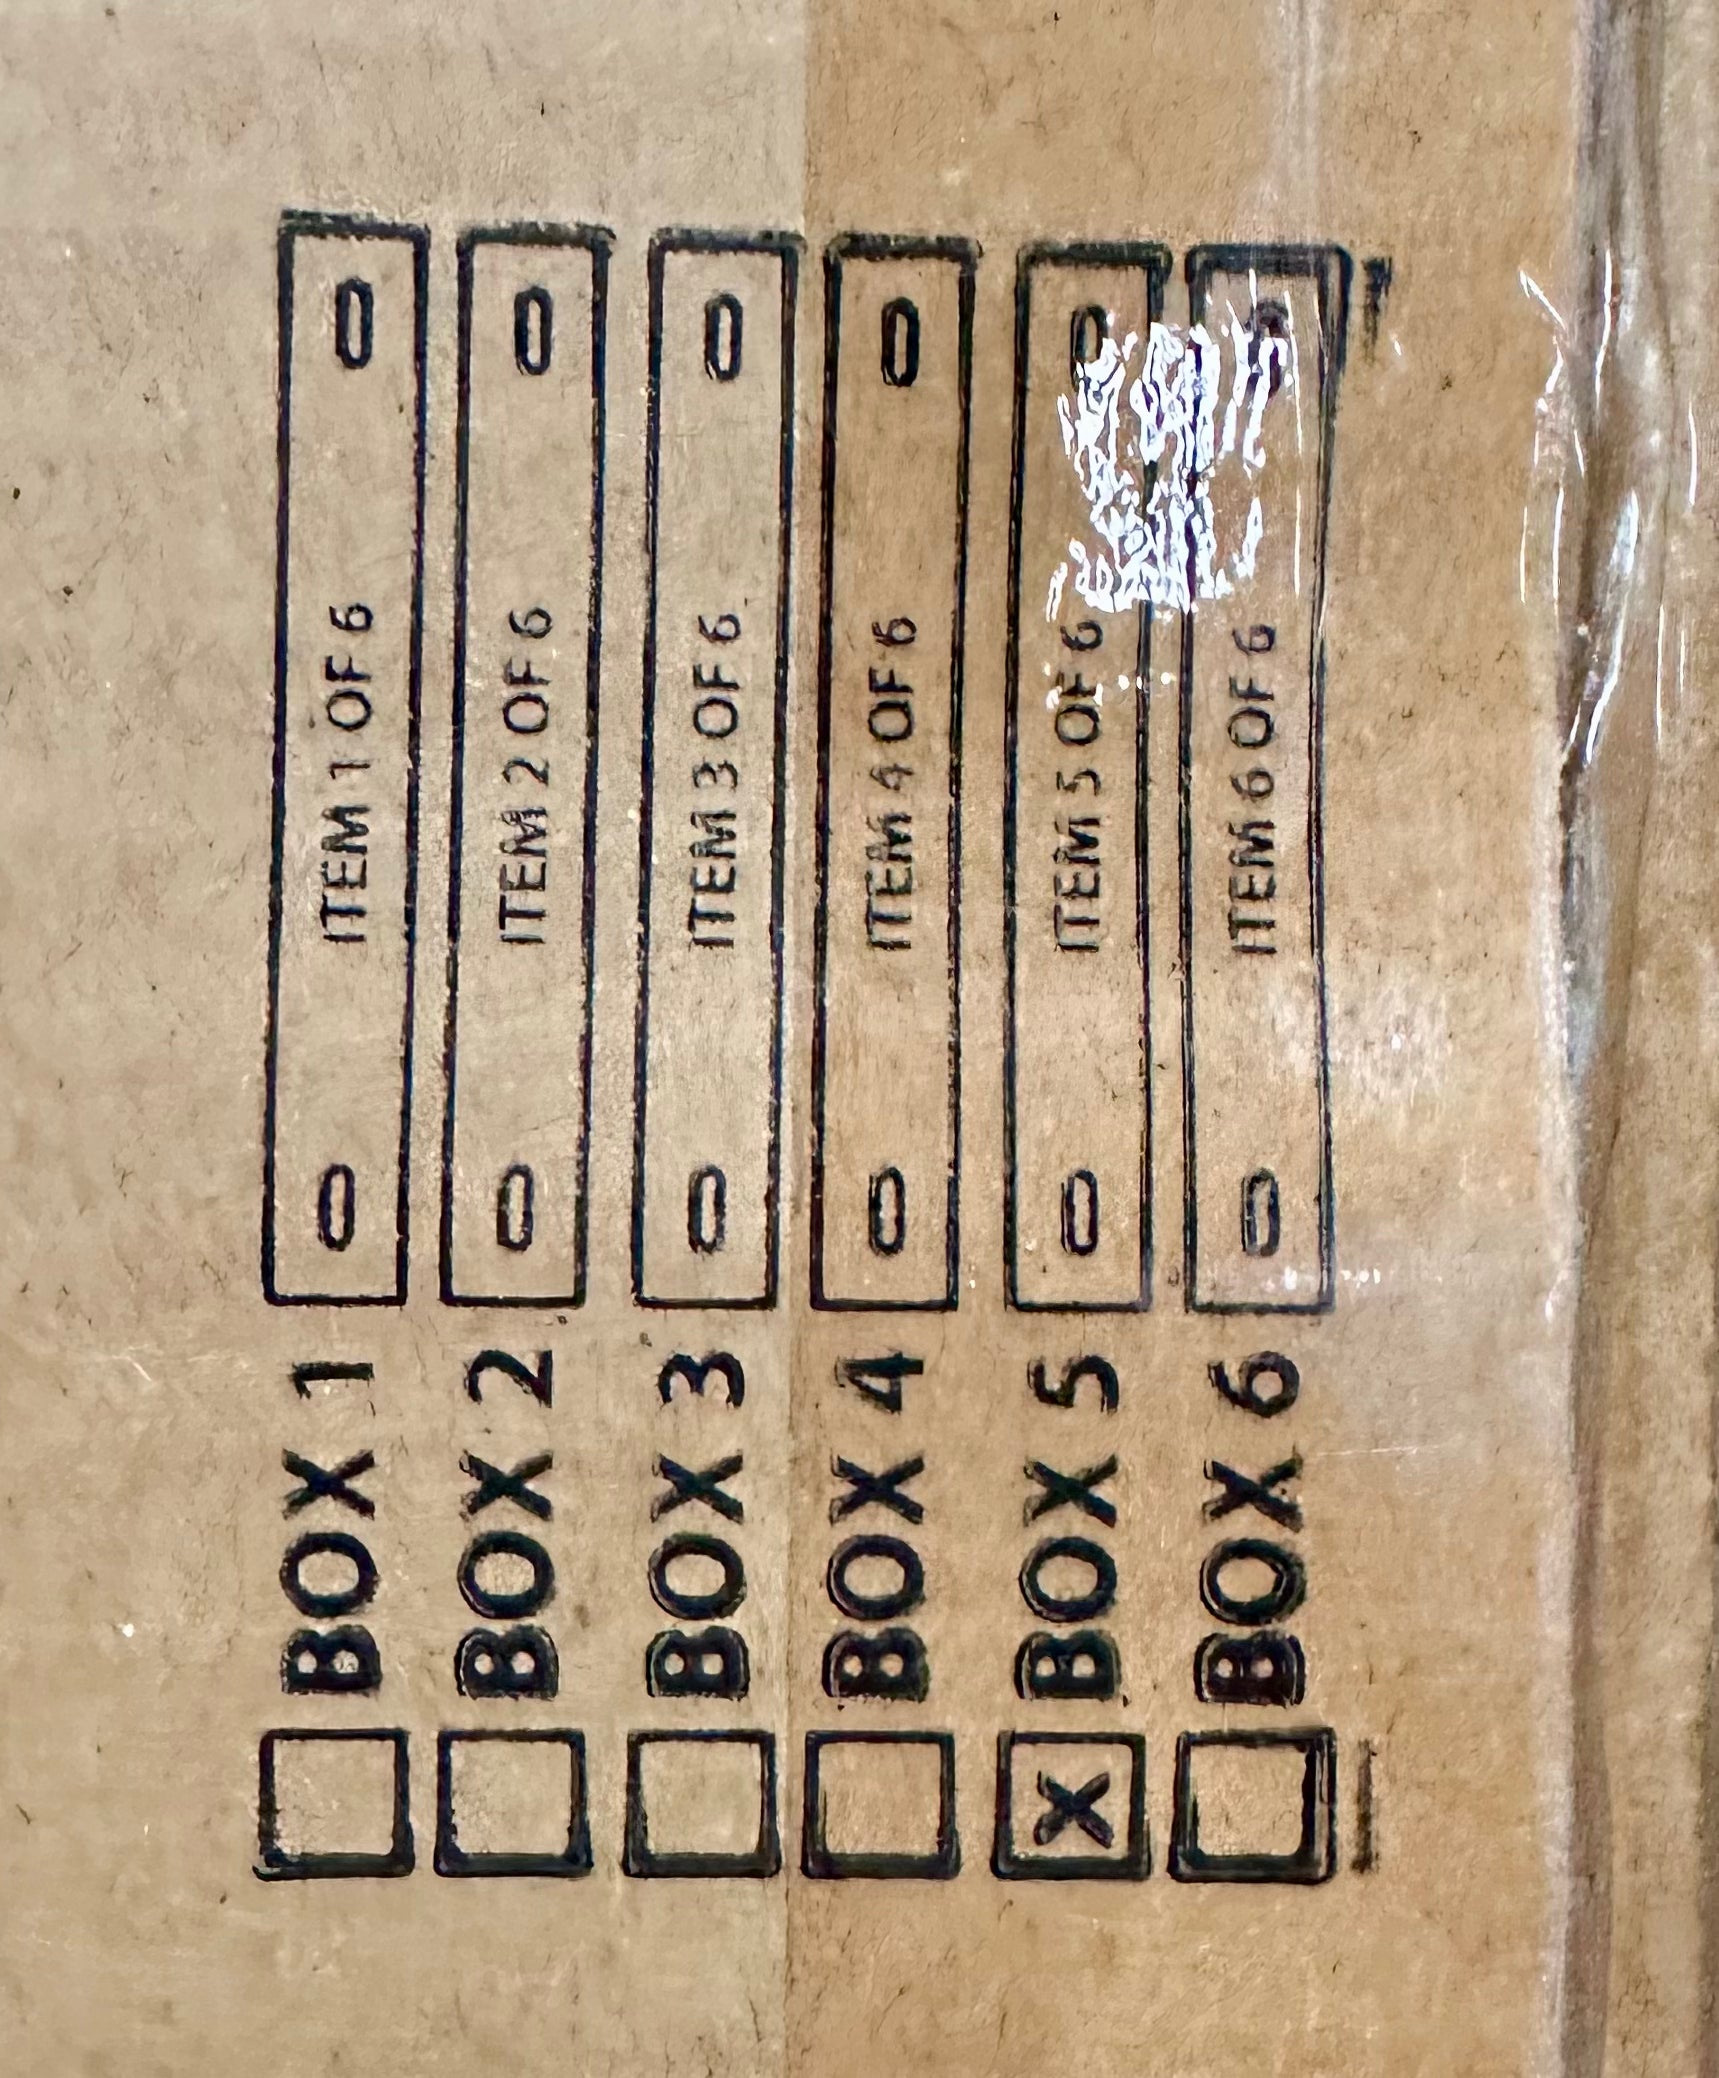 BOX 1 ITEM 1 OF 6
BOX 2 ITEM 2 OF 6
BOX 3 ITEM 3 OF 6
BOX 4 ITEM 4 OF 6
X BOX 5 ITEM 5 OF 6
BOX 6 ITEM 6 OF 6